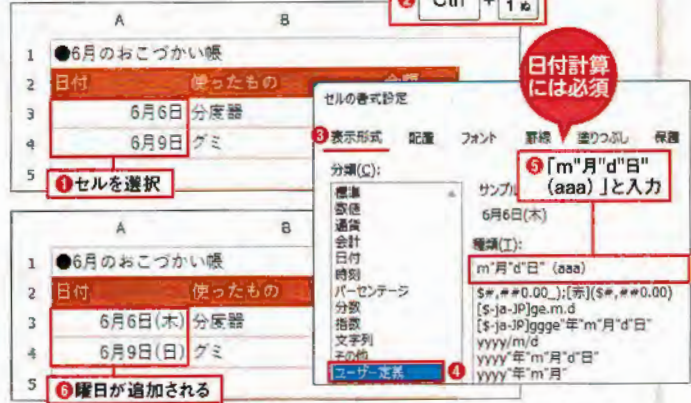 ❷ Ctrl + 1 ぬ
A B
1 ●6月のおこづかい帳
2 日付 使ったもの 金額
3 6月6日 分度器
4 6月9日 グミ
5
❶セルを選択
日付計算
には必須
セルの書式設定
❸ 表示形式 配置 フォント 罫線 塗りつぶし 保護
分類(C):
標準
数値
通貨
会計
日付
時刻
パーセンテージ
分数
指数
文字列
その他
ユーザー定義 ❹
❺「m"月"d"日"
(aaa)」と入力
サンプル
6月6日(木)
種類(T):
m"月"d"日" (aaa)
$#,##0.00_);[赤]($#,##0.00)
[$-ja-JP]ge.m.d
[$-ja-JP]ggge"年"m"月"d"日"
yyyy/m/d
yyyy"年"m"月"d"日"
yyyy"年"m"月"
A B
1 ●6月のおこづかい帳
2 日付 使ったもの
3 6月6日(木) 分度器
4 6月9日(日) グミ
5
❻曜日が追加される